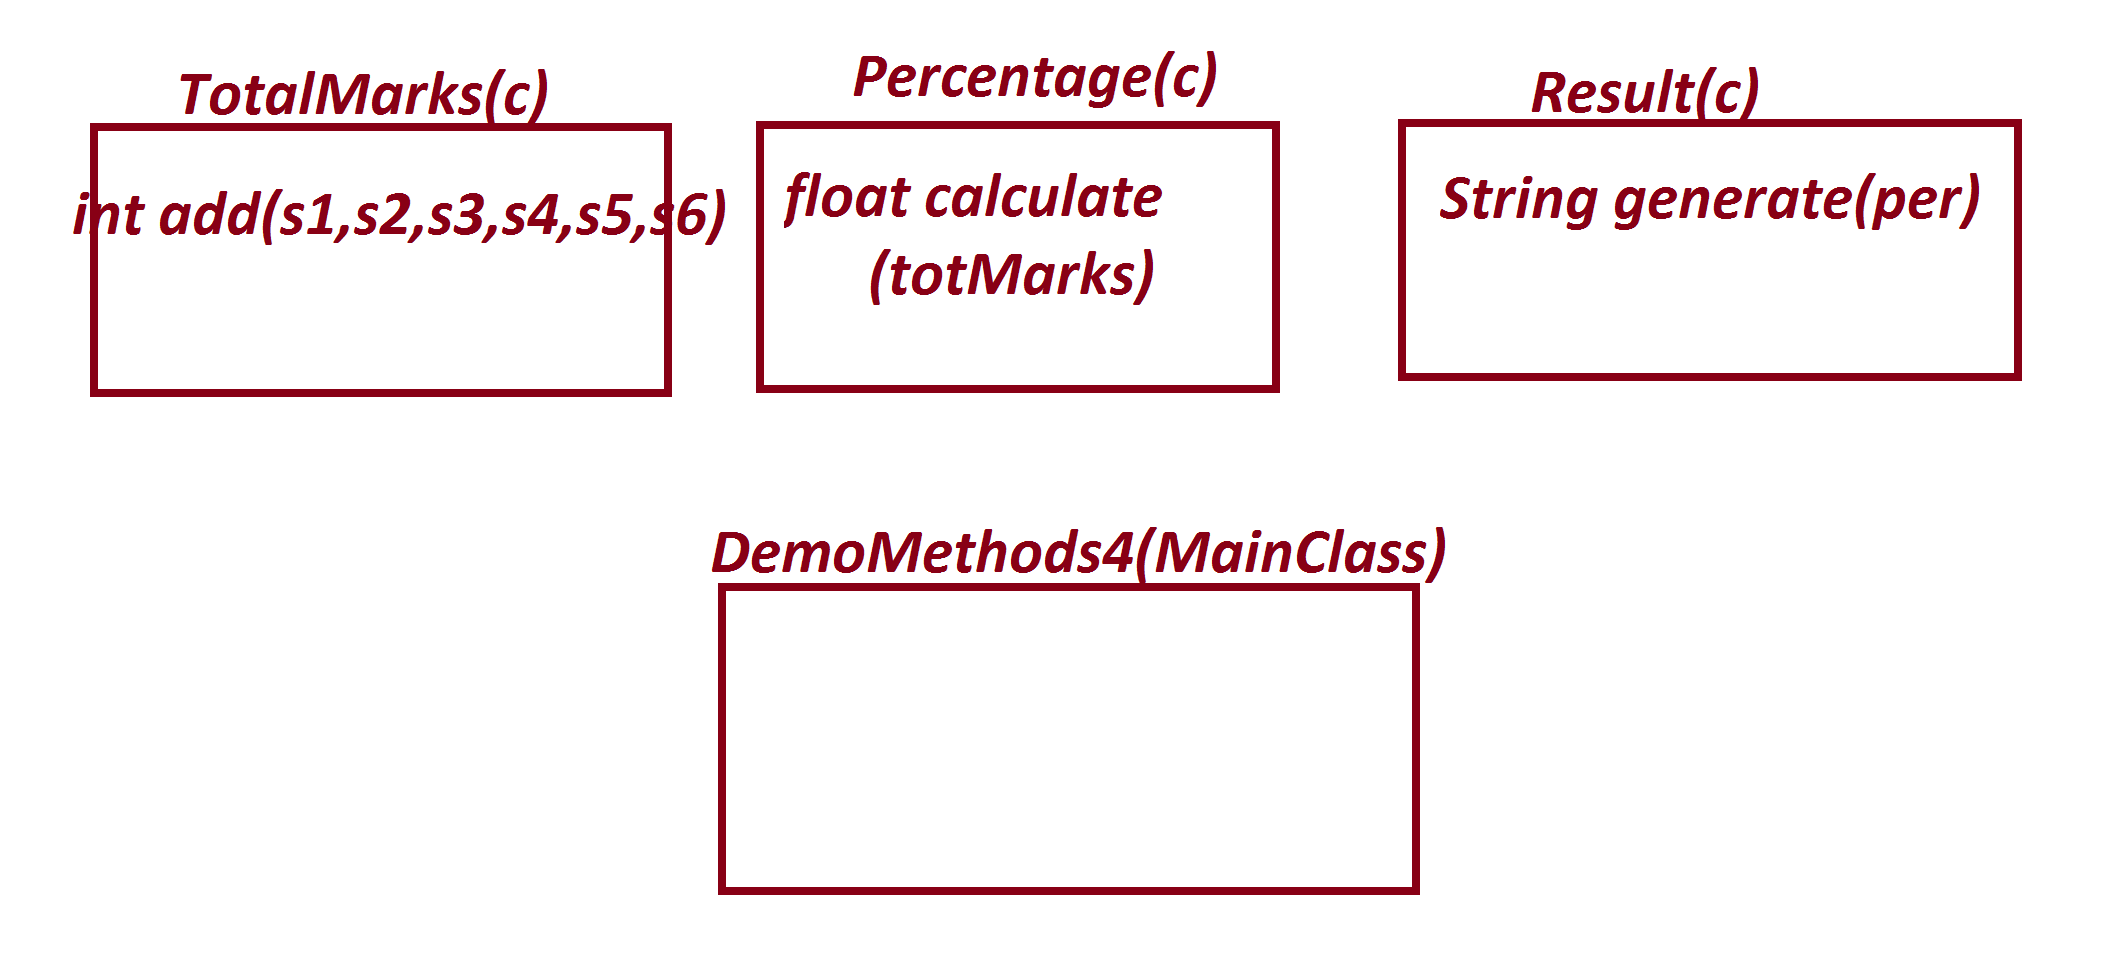 TotalMarks(c)
int add(s1,s2,s3,s4,s5,s6)
Percentage(c)
float calculate
(totMarks)
Result(c)
String generate(per)
DemoMethods4(MainClass)